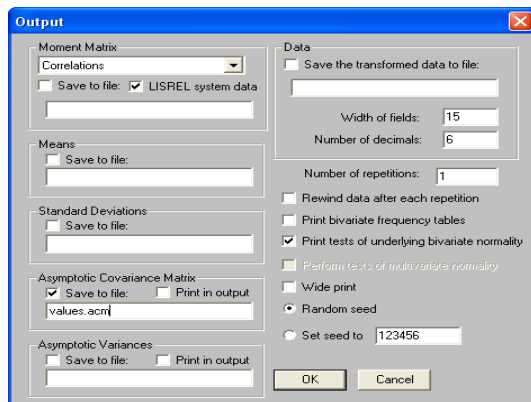 Output
Moment Matrix
Correlations
Save to file:
LISREL system data
Means
Save to file:
Standard Deviations
Save to file:
Asymptotic Covariance Matrix
Save to file:
Print in output
values.acm
Asymptotic Variances
Save to file:
Print in output
Data
Save the transformed data to file:
Width of fields:
15
Number of decimals:
6
Number of repetitions:
1
Rewind data after each repetition
Print bivariate frequency tables
Print tests of underlying bivariate normality
Perform tests of multivariate normality
Wide print
Random seed
Set seed to
123456
OK
Cancel